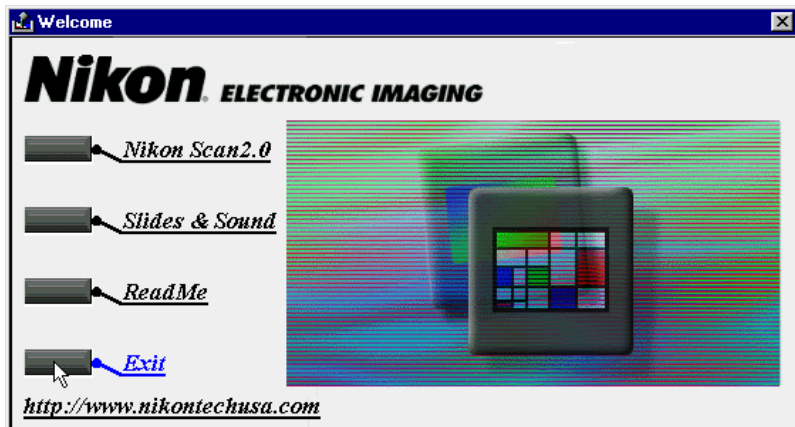 Welcome
Nikon ELECTRONIC IMAGING
Nikon Scan2.0
Slides & Sound
ReadMe
Exit
http://www.nikontechusa.com